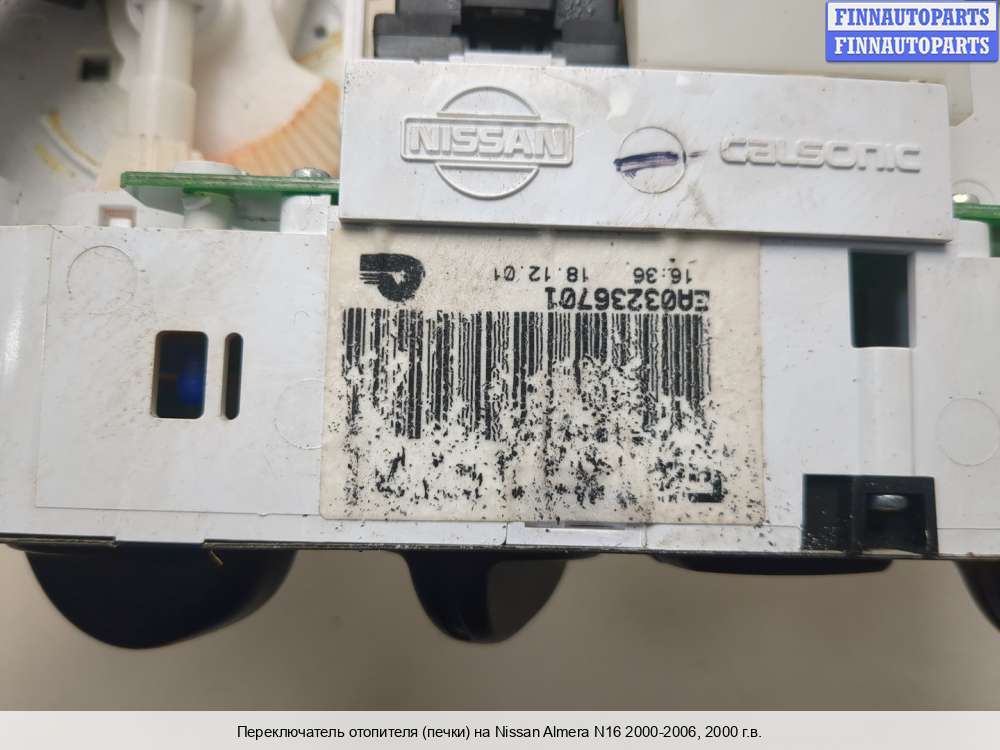 FINNAUTOPARTS
FINNAUTOPARTS
NISSAN
CALSONIC
16:36 18.12.01
EA03236701
Переключатель отопителя (печки) на Nissan Almera N16 2000-2006, 2000 г.в.